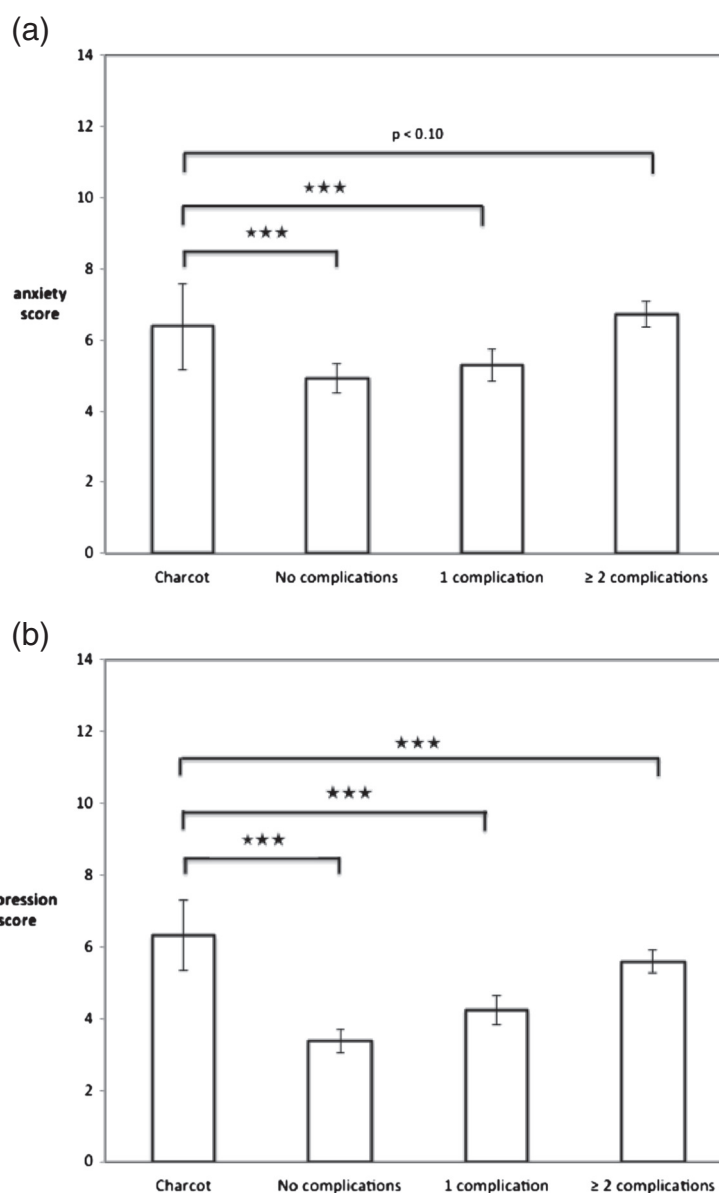 (a)
14
12
p < 0.10
10
★★★
★★★
8
anxiety
score
6
4
2
0
Charcot No complications 1 complication ≥ 2 complications
(b)
14
12
★★★
10
★★★
★★★
8
pression
score
6
4
2
0
Charcot No complications 1 complication ≥ 2 complications